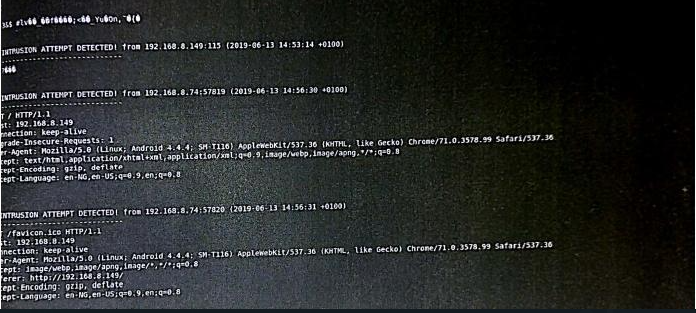 INTRUSION ATTEMPT DETECTED! from 192.168.8.149:115 (2019-06-13 14:53:14 +0100)
-----------------------------
INTRUSION ATTEMPT DETECTED! from 192.168.8.74:57819 (2019-06-13 14:56:30 +0100)
-----------------------------
T / HTTP/1.1
st: 192.168.8.149
nnection: keep-alive
grade-Insecure-Requests: 1
er-Agent: Mozilla/5.0 (Linux; Android 4.4.4; SM-T116) AppleWebKit/537.36 (KHTML, like Gecko) Chrome/71.0.3578.99 Safari/537.36
cept: text/html,application/xhtml+xml,application/xml;q=0.9,image/webp,image/apng,*/*;q=0.8
cept-Encoding: gzip, deflate
cept-Language: en-NG,en-US;q=0.9,en;q=0.8
INTRUSION ATTEMPT DETECTED! from 192.168.8.74:57820 (2019-06-13 14:56:31 +0100)
-----------------------------
T /favicon.ico HTTP/1.1
st: 192.168.8.149
nnection: keep-alive
er-Agent: Mozilla/5.0 (Linux; Android 4.4.4; SM-T116) AppleWebKit/537.36 (KHTML, like Gecko) Chrome/71.0.3578.99 Safari/537.36
cept: image/webp,image/apng,image/*,*/*;q=0.8
ferer: http://192.168.8.149/
cept-Encoding: gzip, deflate
cept-Language: en-NG,en-US;q=0.9,en;q=0.8